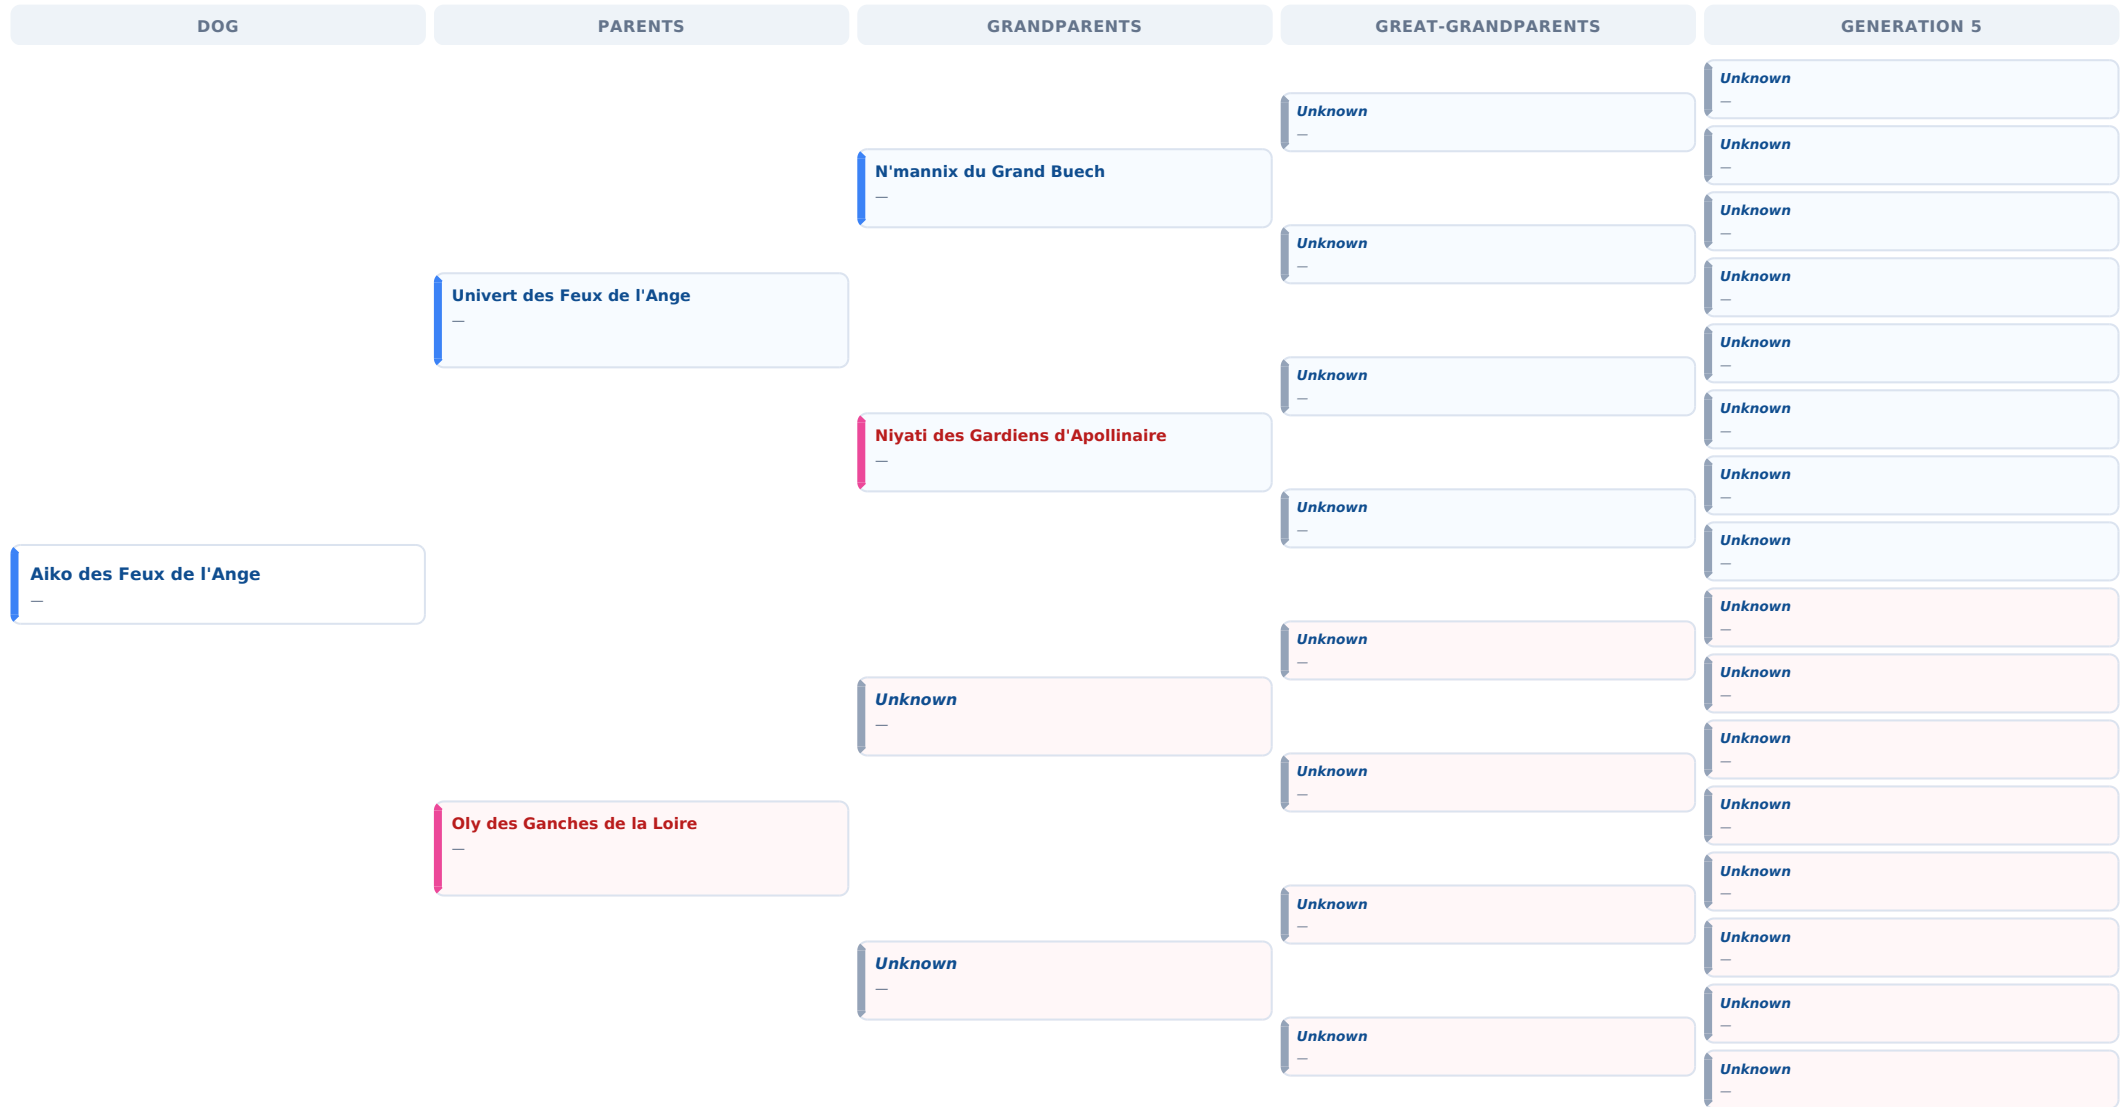 DOG
PARENTS
GRANDPARENTS
GREAT-GRANDPARENTS
GENERATION 5
Aiko des Feux de l'Ange
—
Univert des Feux de l'Ange
—
Oly des Ganches de la Loire
—
N'mannix du Grand Buech
—
Niyati des Gardiens d'Apollinaire
—
Unknown
—
Unknown
—
Unknown
—
Unknown
—
Unknown
—
Unknown
—
Unknown
—
Unknown
—
Unknown
—
Unknown
—
Unknown
—
Unknown
—
Unknown
—
Unknown
—
Unknown
—
Unknown
—
Unknown
—
Unknown
—
Unknown
—
Unknown
—
Unknown
—
Unknown
—
Unknown
—
Unknown
—
Unknown
—
Unknown
—